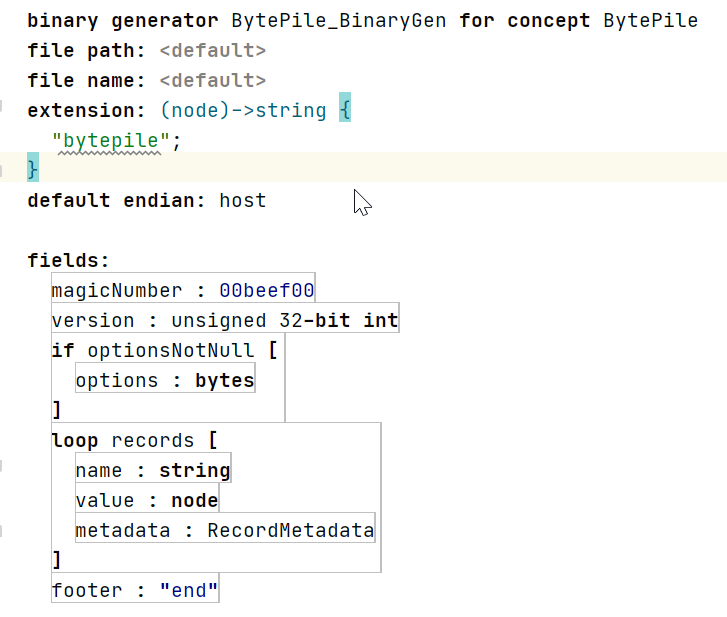 binary generator BytePile_BinaryGen for concept BytePile
file path: <default>
file name: <default>
extension: (node)->string {
"bytepile";
}
default endian: host
fields:
magicNumber : 00beef00
version : unsigned 32-bit int
if optionsNotNull [
options : bytes
]
loop records [
name : string
value : node
metadata : RecordMetadata
]
footer : "end"